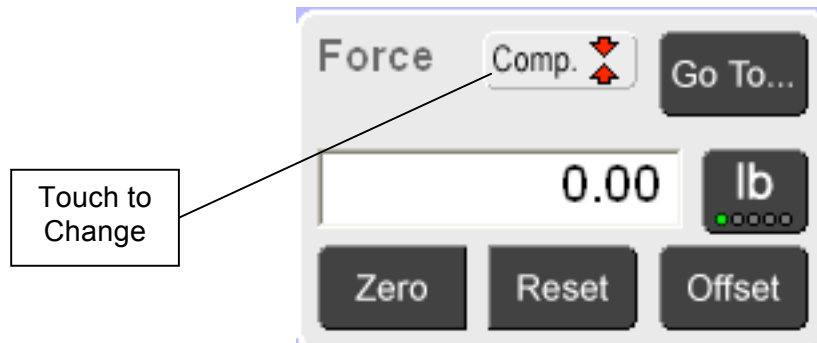 Force
Comp.
Go To...
Touch to
Change
0.00
lb
Zero
Reset
Offset